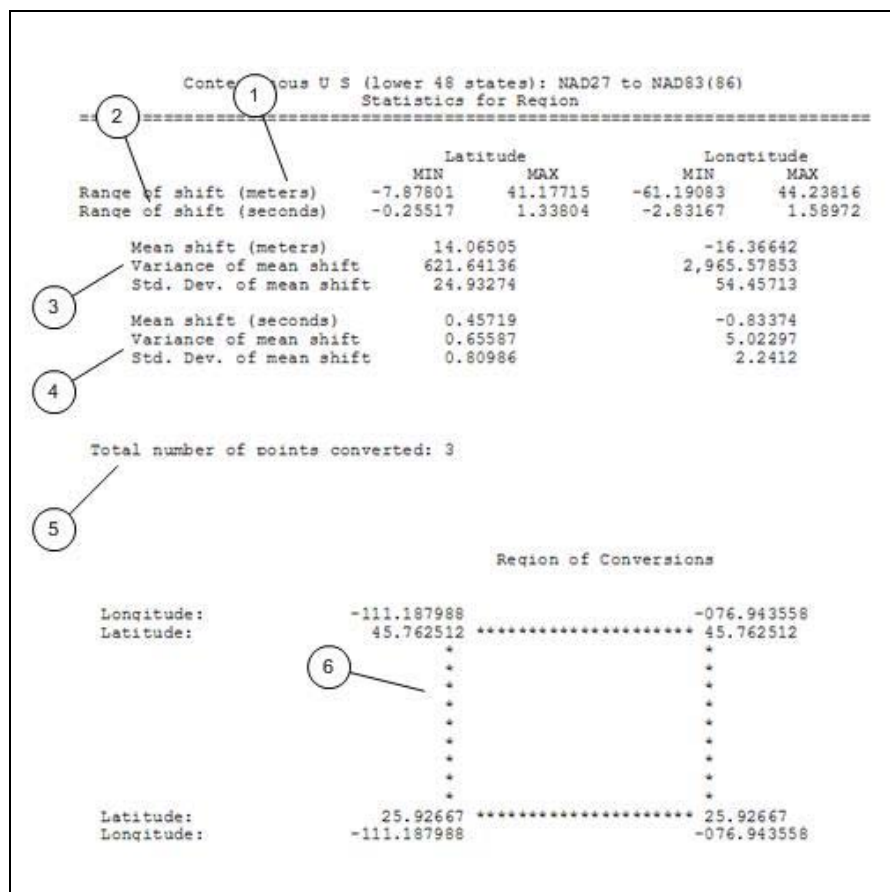 Conte  ous U S (lower 48 states): NAD27 to NAD83(86)
Statistics for Region
1
2
==========================================================================
Latitude Longtitude
MIN MAX MIN MAX
Range of shift (meters) -7.87801 41.17715 -61.19083 44.23816
Range of shift (seconds) -0.25517 1.33804 -2.83167 1.58972
Mean shift (meters) 14.06505 -16.36642
Variance of mean shift 621.64136 2,965.57853
Std. Dev. of mean shift 24.93274 54.45713
3
Mean shift (seconds) 0.45719 -0.83374
Variance of mean shift 0.65587 5.02297
Std. Dev. of mean shift 0.80986 2.2412
4
Total number of points converted: 3
5
Region of Conversions
Longitude: -111.187988 -076.943558
Latitude: 45.762512 ********************* 45.762512
* *
* *
6
* *
* *
* *
* *
* *
* *
* *
Latitude: 25.92667 ********************* 25.92667
Longitude: -111.187988 -076.943558